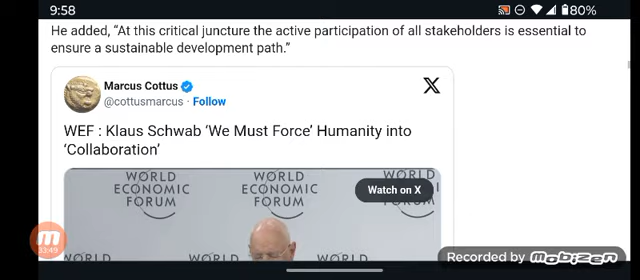 9:58
80%
He added, “At this critical juncture the active participation of all stakeholders is essential to
ensure a sustainable development path.”
Marcus Cottus
@cottusmarcus · Follow
X
WEF : Klaus Schwab ‘We Must Force’ Humanity into
‘Collaboration’
WORLD
ECONOMIC
FORUM
WORLD
ECONOMIC
FORUM
WORLD
FORUM
Watch on X
WORLD
WORLD
WORLD
M
33:49
Recorded by Mobizen